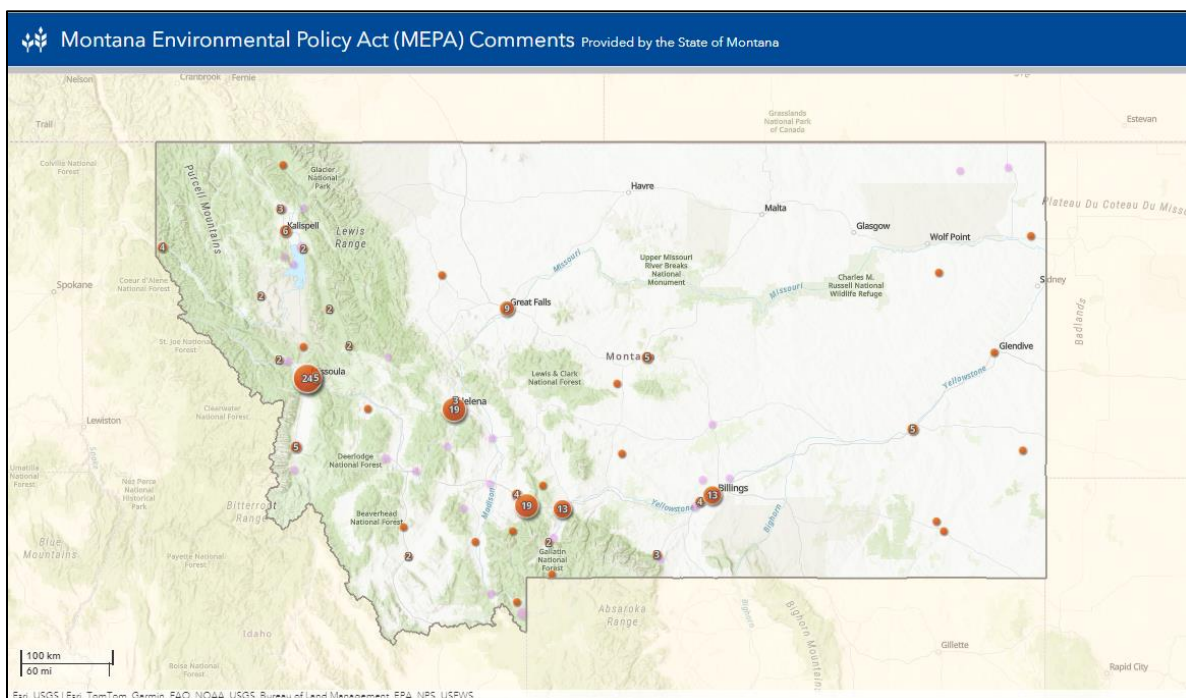 Montana Environmental Policy Act (MEPA) Comments Provided by the State of Montana
Nelson
Cranbrook
Fernie
Trail
Grasslands
National Park
of Canada
Estevan
Colville National
Forest
Purcell Mountains
Glacier
National
Park
Havre
Malta
Plateau Du Coteau Du Misso
3
Kalispell
6
Lewis
Range
Glasgow
Wolf Point
4
2
Missouri
Upper Missouri
River Breaks
National
Monument
Charles M.
Russell National
Wildlife Refuge
Missouri
Spokane
Coeur d'Alene
National Forest
Sidney
2
2
9
Great Falls
Badlands
St. Joe National
Forest
2
2
Montana
5
Glendive
Lewis & Clark
National Forest
24
5
ssoula
Yellowstone
Clearwater
National Forest
3
Helena
19
Lewiston
5
5
Deerlodge
National Forest
Umatilla
National
Forest
Nez Perce
National
Historical
Park
Madison
4
19
13
Yellowstone
4
Billings
13
Bitterroot
Range
Beaverhead
National Forest
Bighorn
Blue
Mountains
Payette National
Forest
2
2
Gallatin
National
Forest
3
Absaroka
Range
Bighorn
Bighorn Mountains
Idaho
Gillette
100 km
60 mi
Boise National
Forest
Rapid City
Esri, USGS | Esri, TomTom, Garmin, FAO, NOAA, USGS, Bureau of Land Management, EPA, NPS, USFWS